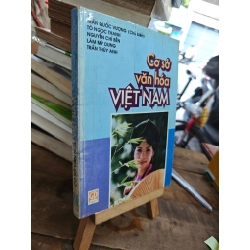 TRẦN QUỐC VƯỢNG (CHỦ BIÊN)
TÔ NGỌC THANH
NGUYỄN CHÍ BỀN
LÂM MỸ DUNG
TRẦN THÚY ANH
Cơ sở
văn hóa
VIỆT NAM